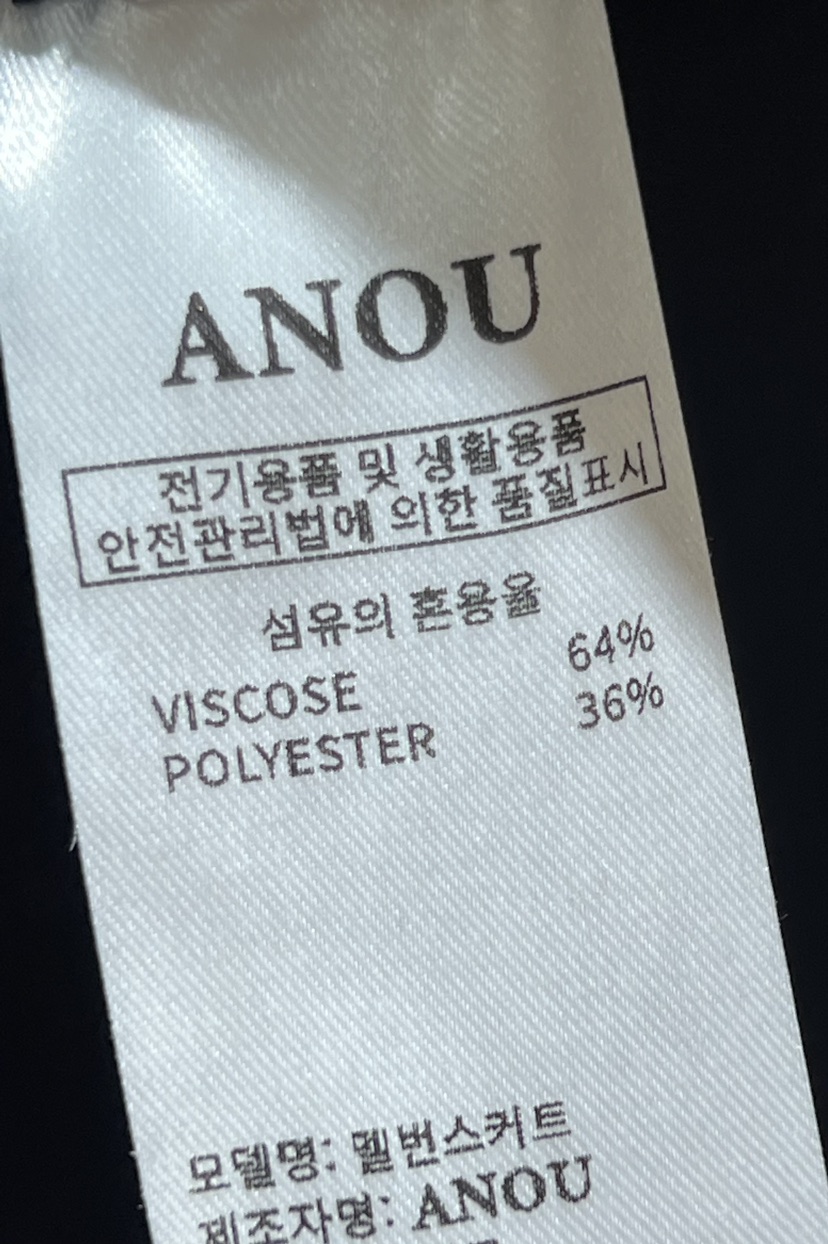 ANOU
전기용품 및 생활용품
안전관리법에 의한 품질표시
섬유의 혼용율
VISCOSE 64%
POLYESTER 36%
모델명: 멜번스커트
제조자명: ANOU